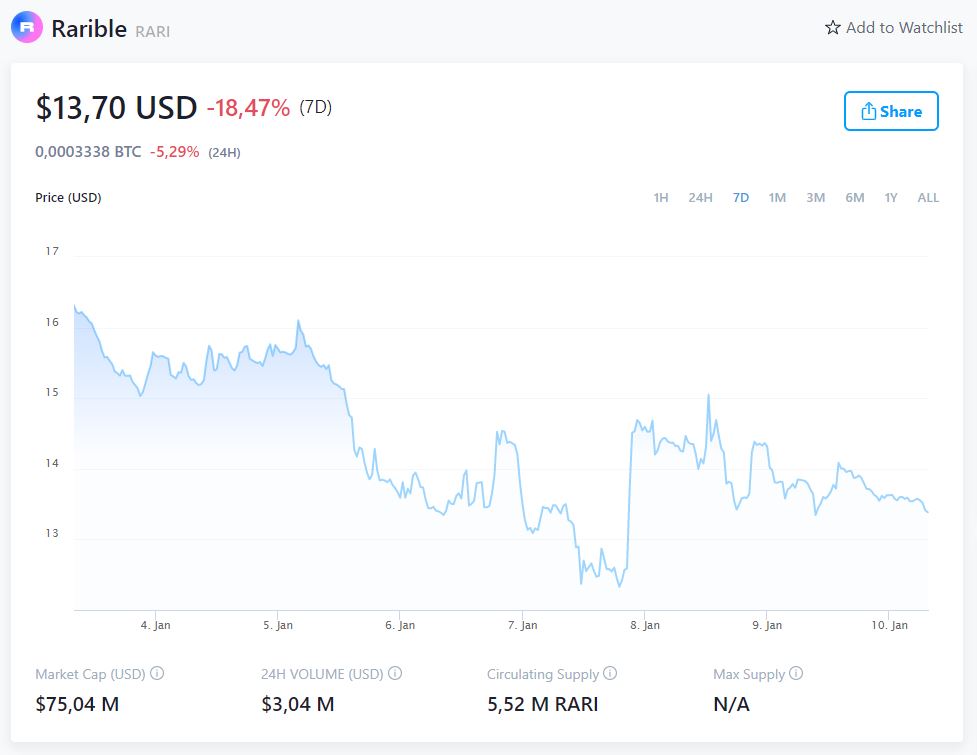 Rarible RARI
Add to Watchlist
$13,70 USD -18,47% (7D)
Share
0,0003338 BTC -5,29% (24H)
Price (USD)
1H 24H 7D 1M 3M 6M 1Y ALL
17
16
15
14
13
4. Jan 5. Jan 6. Jan 7. Jan 8. Jan 9. Jan 10. Jan
Market Cap (USD) 24H VOLUME (USD) Circulating Supply Max Supply
$75,04 M $3,04 M 5,52 M RARI N/A